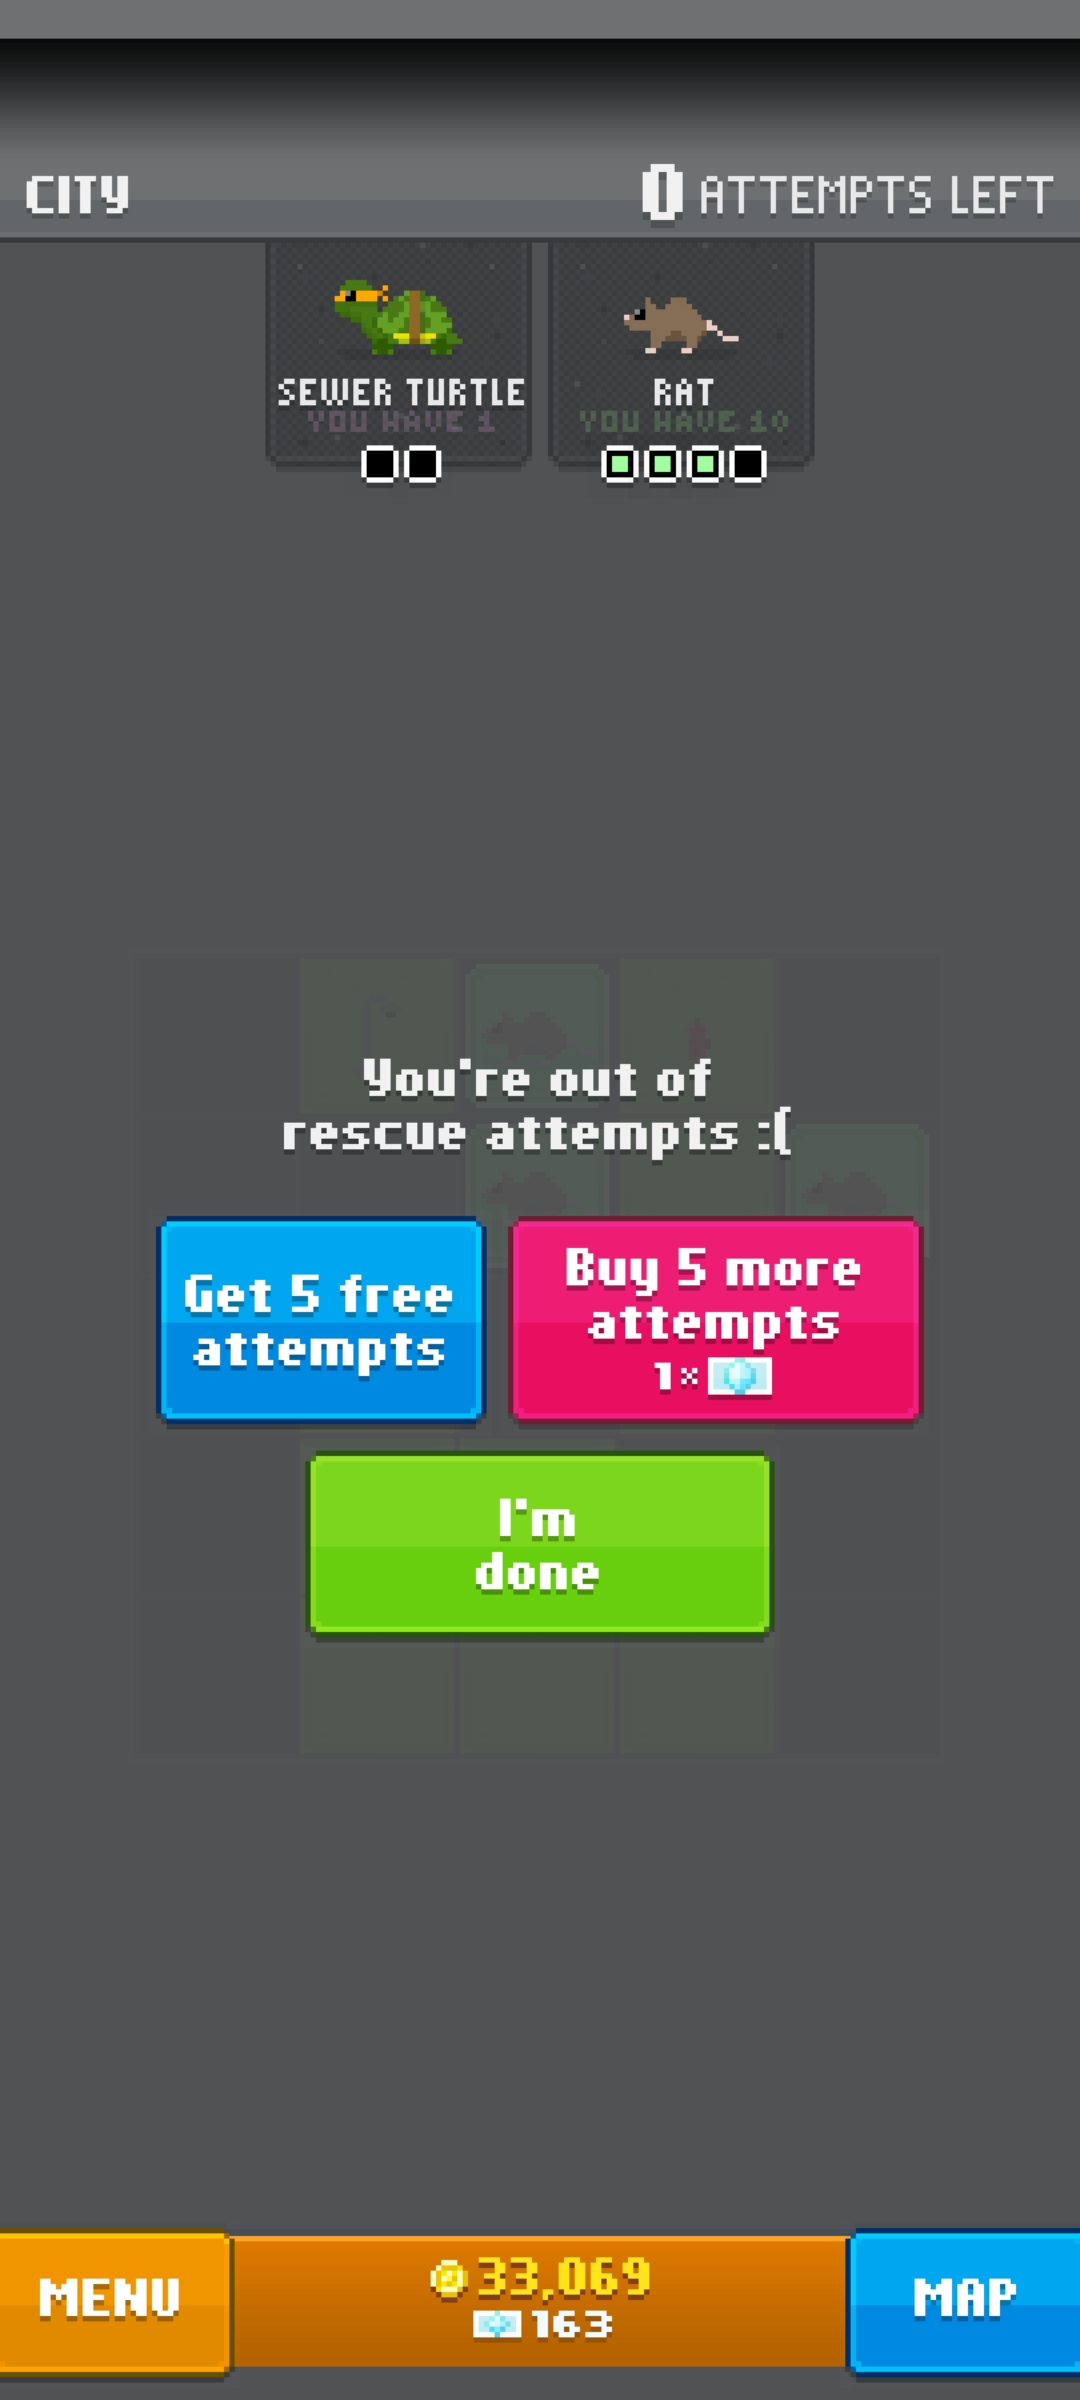 CITY
0 ATTEMPTS LEFT
SEWER TURTLE
YOU HAVE 1
RAT
YOU HAVE 10
You're out of
rescue attempts :(
Get 5 free
attempts
Buy 5 more
attempts
1×
I'm
done
MENU
33,069
163
MAP